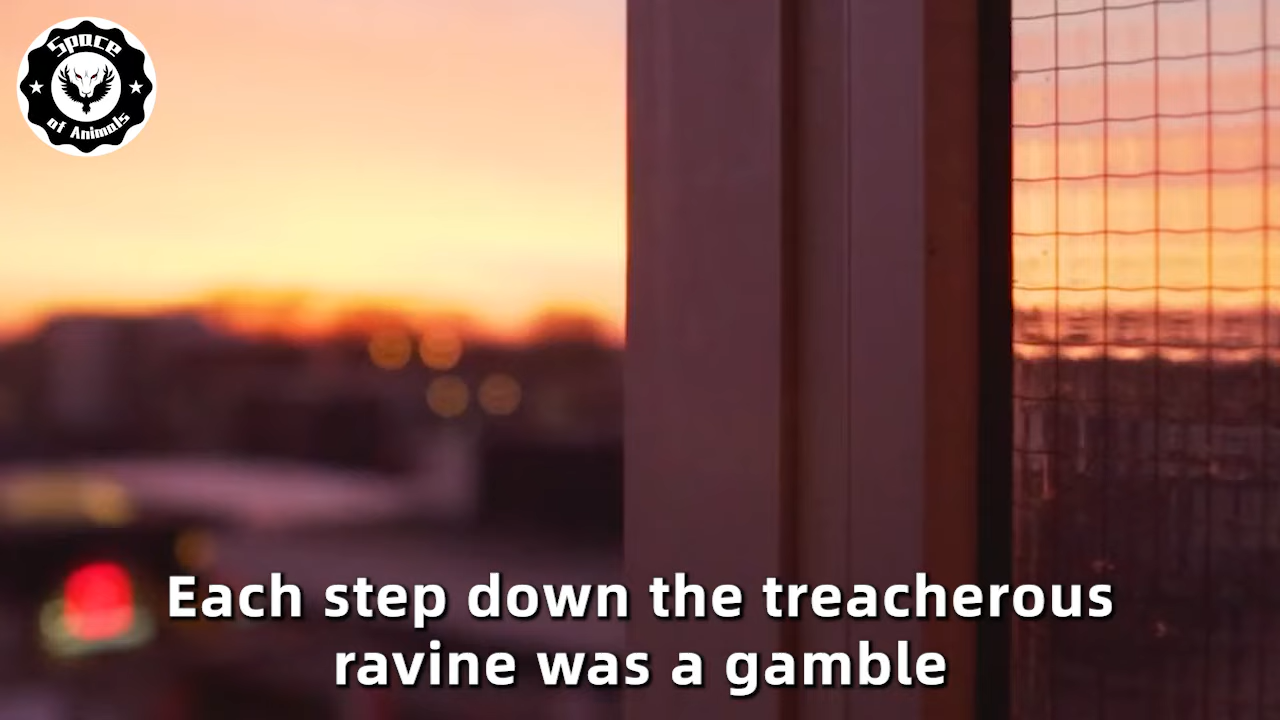 Space
of Animals
Each step down the treacherous
ravine was a gamble